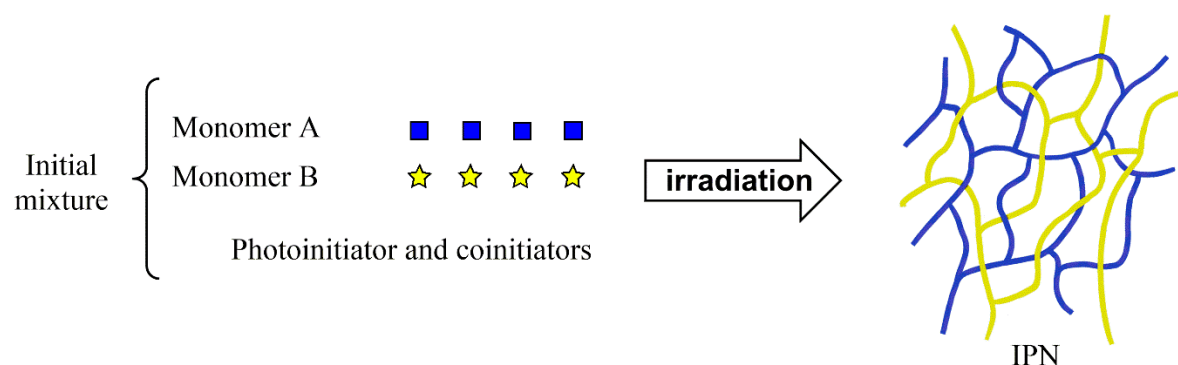 Initial
mixture
Monomer A
Monomer B
Photoinitiator and coinitiators
irradiation
IPN